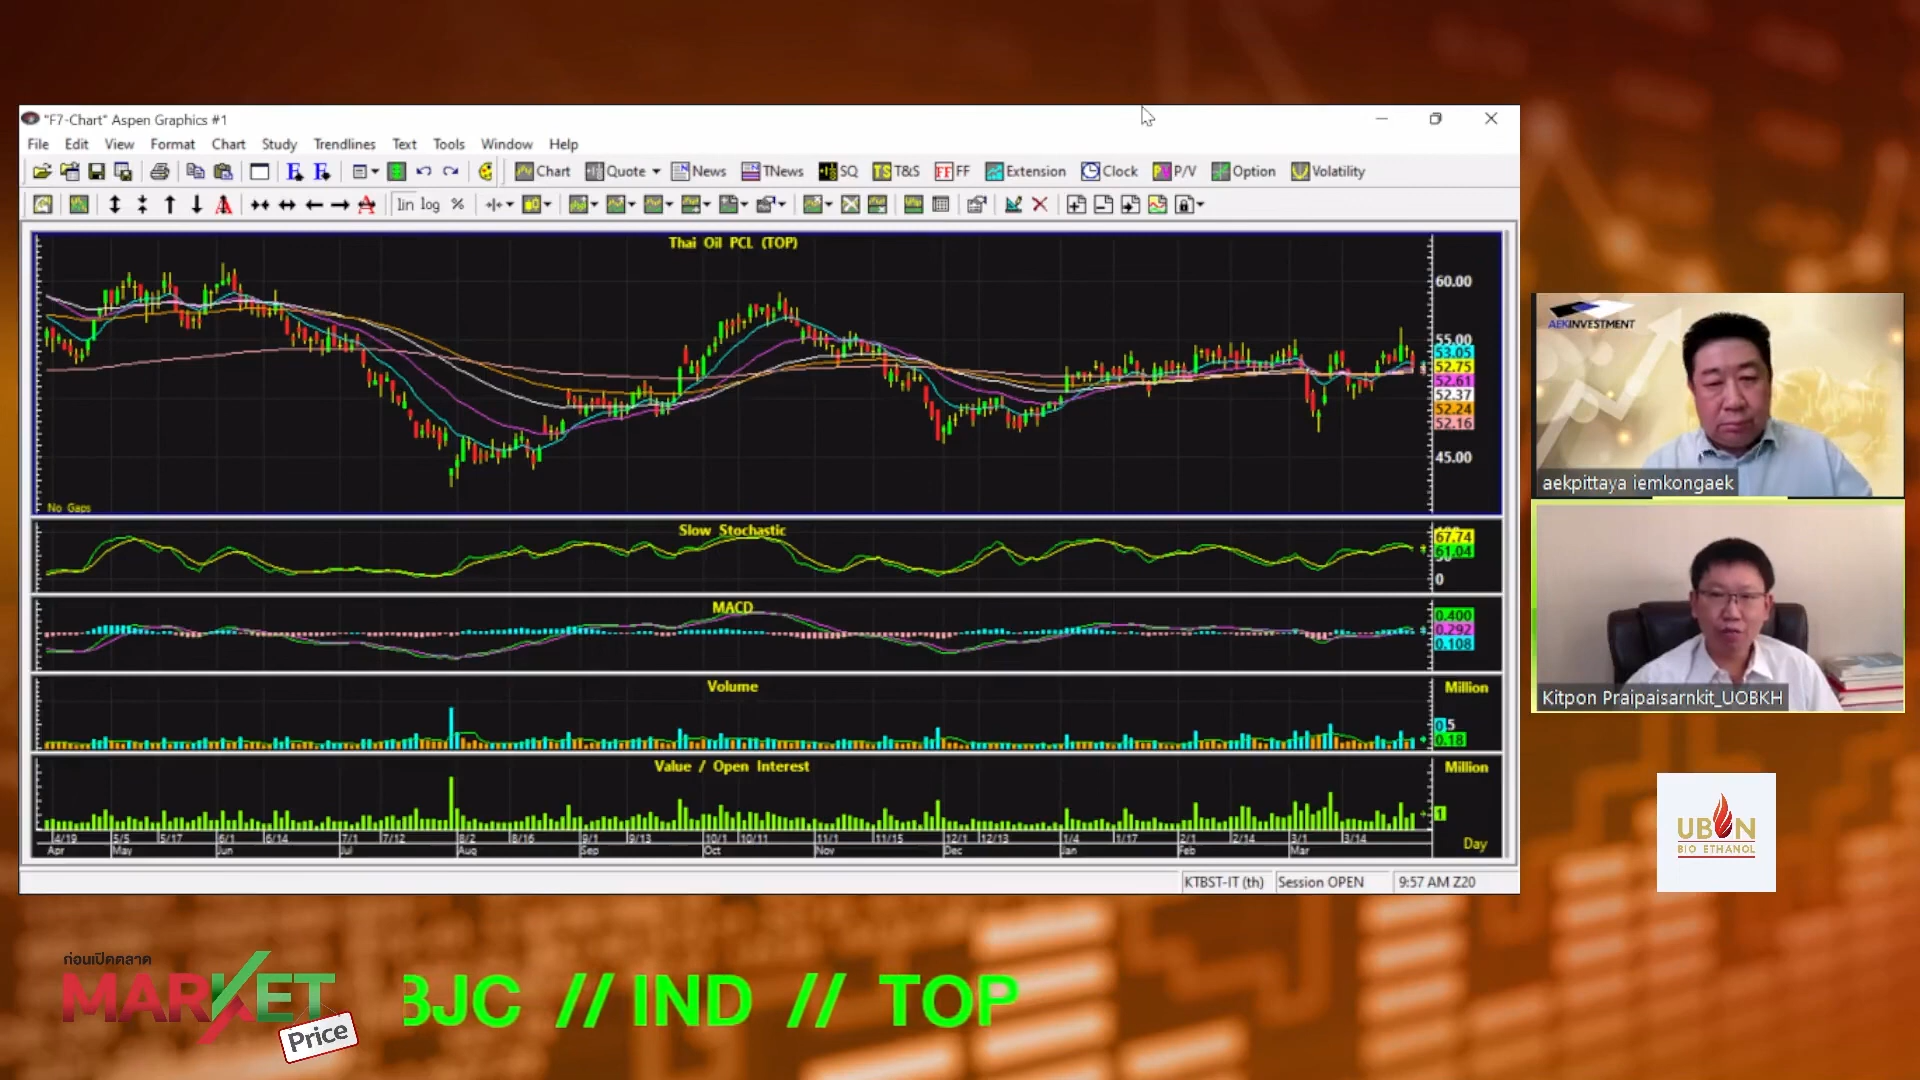 "F7-Chart" Aspen Graphics #1
File Edit View Format Chart Study Trendlines Text Tools Window Help
Chart Quote News TNews SQ TS T&S FF FF Extension Clock P/V Option Volatility
lin log %
Thai Oil PCL (TOP)
60.00
55.00
53.05
52.75
52.61
52.37
52.24
52.16
45.00
No Gaps
Slow Stochastic
67.74
61.04
0
MACD
0.400
0.292
0.108
Volume
Million
0.5
0.18
Value / Open Interest
Million
1
4/19 5/5 5/17 6/1 6/14 7/1 7/12 8/2 8/16 9/1 9/13 10/1 10/11 11/1 11/15 12/1 12/13 1/4 1/17 2/1 2/14 3/1 3/14
Apr May Jun Jul Aug Sep Oct Nov Dec Jan Feb Mar
Day
KTBST-IT (th) Session OPEN 9:57 AM Z20
AEKINVESTMENT
aekpittaya iemkongaek
Kitpon Praipaisarnkit_UOBKH
UBON
BIO ETHANOL
ก่อนเปิดตลาด
MARKET
Price
BJC // IND // TOP